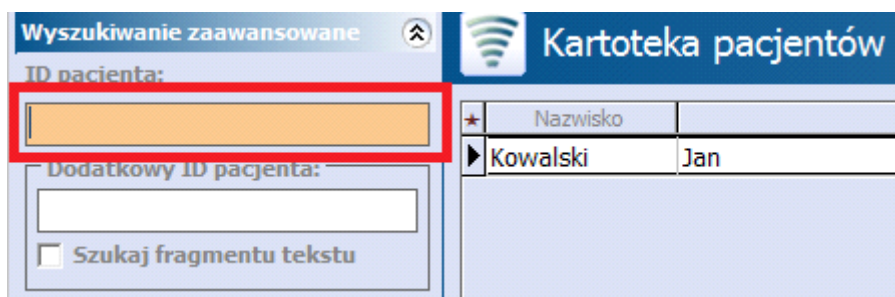 Wyszukiwanie zaawansowane
ID pacjenta:
Dodatkowy ID pacjenta:
Szukaj fragmentu tekstu
Kartoteka pacjentów
Nazwisko
Kowalski Jan